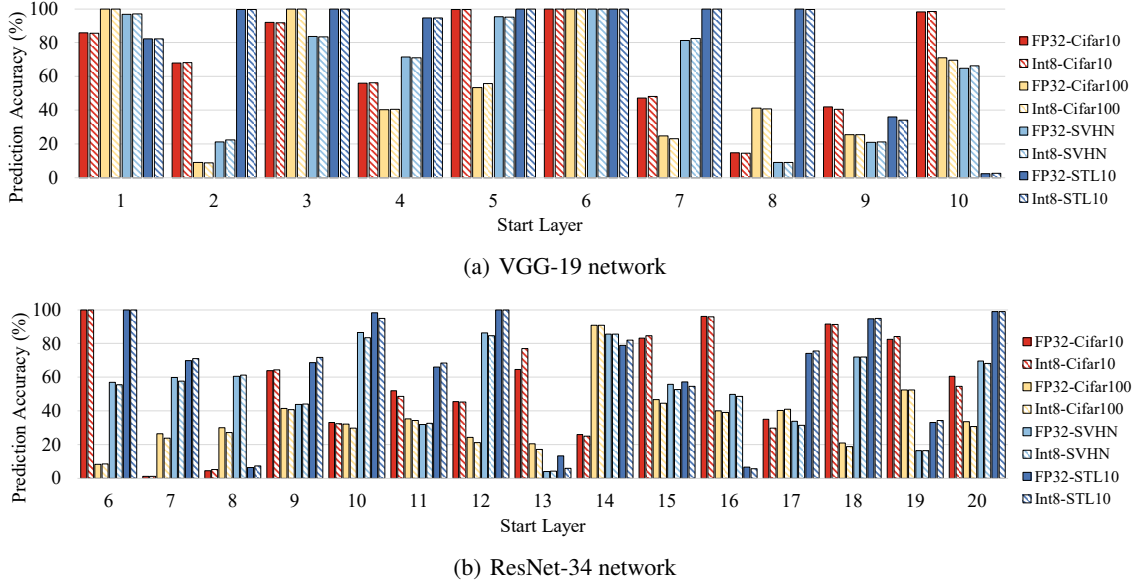 Prediction Accuracy (%)
100
80
60
40
20
0
1 2 3 4 5 6 7 8 9 10
Start Layer
FP32-Cifar10
Int8-Cifar10
FP32-Cifar100
Int8-Cifar100
FP32-SVHN
Int8-SVHN
FP32-STL10
Int8-STL10
(a) VGG-19 network
Prediction Accuracy (%)
100
80
60
40
20
0
6 7 8 9 10 11 12 13 14 15 16 17 18 19 20
Start Layer
FP32-Cifar10
Int8-Cifar10
FP32-Cifar100
Int8-Cifar100
FP32-SVHN
Int8-SVHN
FP32-STL10
Int8-STL10
(b) ResNet-34 network